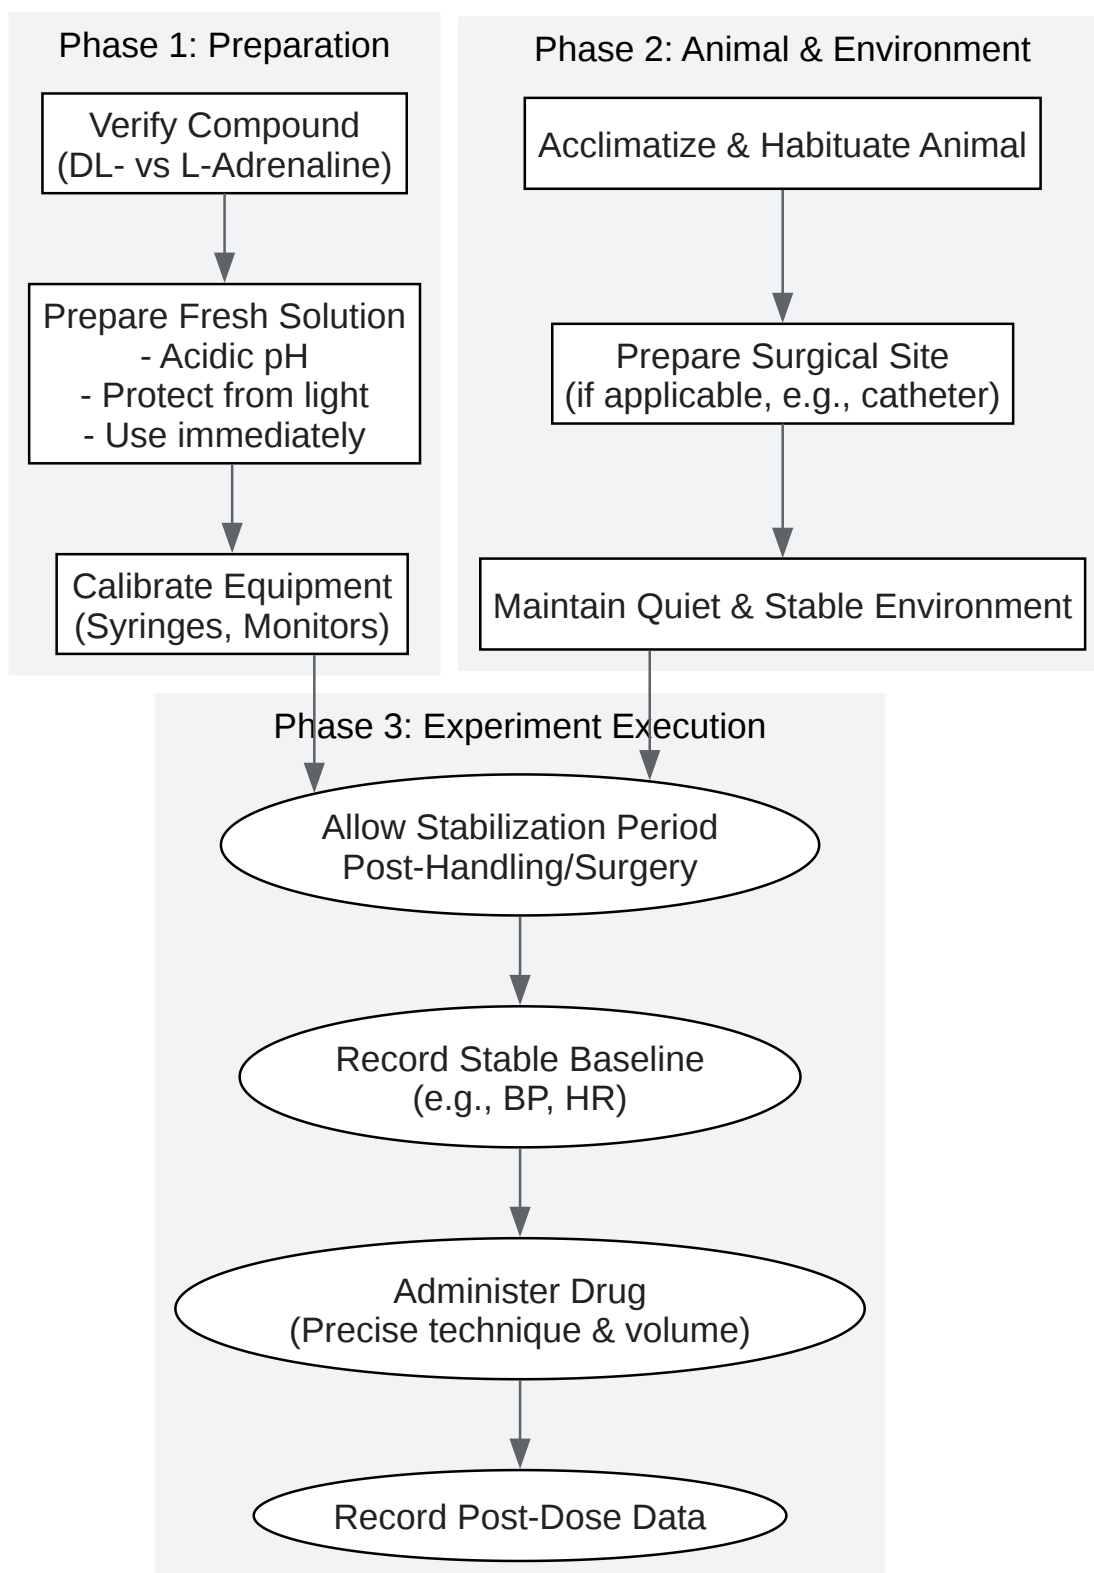 Phase 1: Preparation
Verify Compound
(DL- vs L-Adrenaline)
Prepare Fresh Solution
- Acidic pH
- Protect from light
- Use immediately
Calibrate Equipment
(Syringes, Monitors)
Phase 2: Animal & Environment
Acclimatize & Habituate Animal
Prepare Surgical Site
(if applicable, e.g., catheter)
Maintain Quiet & Stable Environment
Phase 3: Experiment Execution
Allow Stabilization Period
Post-Handling/Surgery
Record Stable Baseline
(e.g., BP, HR)
Administer Drug
(Precise technique & volume)
Record Post-Dose Data